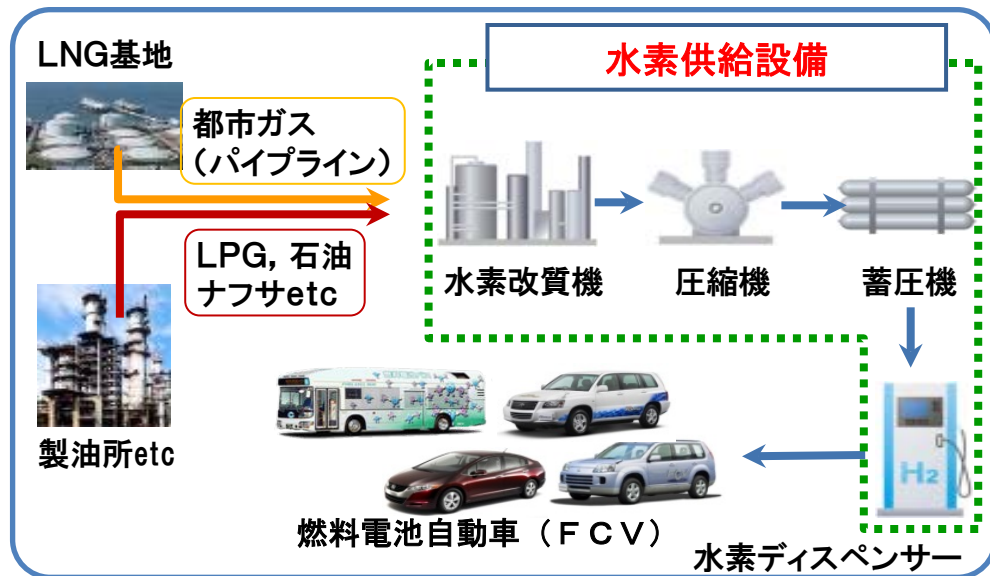 LNG基地
水素供給設備
都市ガス
(パイプライン)
LPG, 石油
ナフサetc
水素改質機
圧縮機
蓄圧機
製油所etc
H2
燃料電池自動車(FCV)
水素ディスペンサー